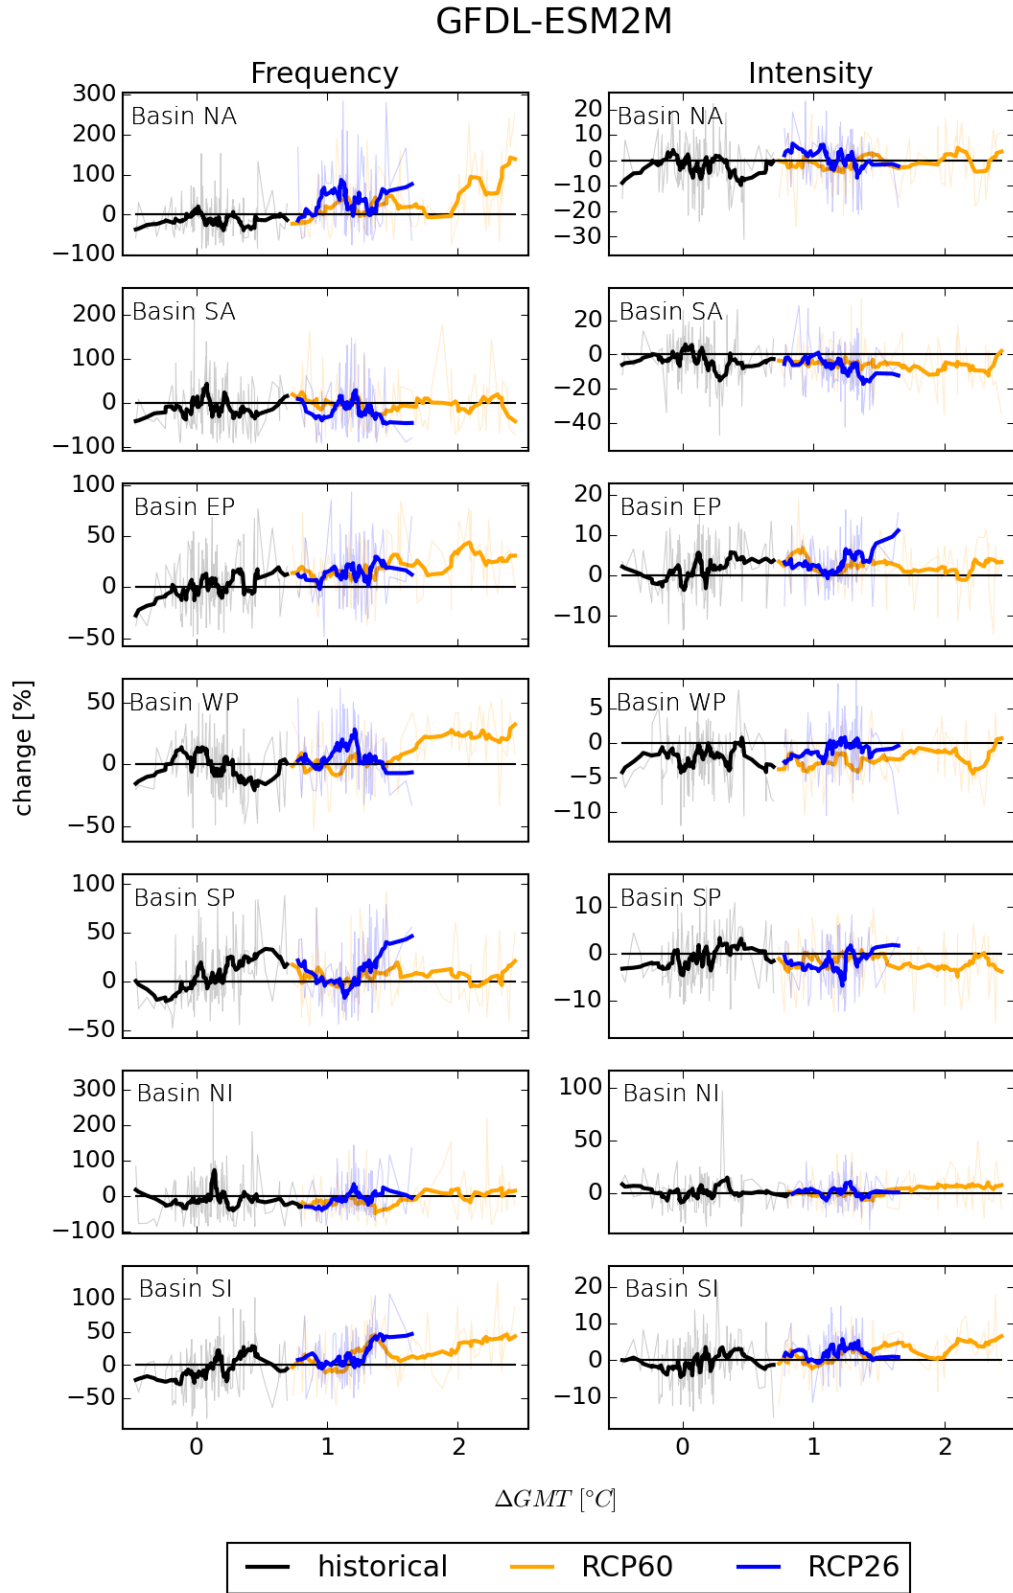 GFDL-ESM2M
Frequency Intensity
Basin NA
300
200
100
0
−100
Basin NA
20
10
0
−10
−20
−30
Basin SA
200
100
0
−100
Basin SA
20
0
−20
−40
Basin EP
100
50
0
−50
Basin EP
20
10
0
−10
Basin WP
50
0
−50
Basin WP
5
0
−5
−10
Basin SP
100
50
0
−50
Basin SP
10
0
−10
Basin NI
300
200
100
0
−100
Basin NI
100
50
0
Basin SI
100
50
0
−50
Basin SI
20
10
0
−10
0 1 2
0 1 2
change [%]
ΔGMT [°C]
historical RCP60 RCP26